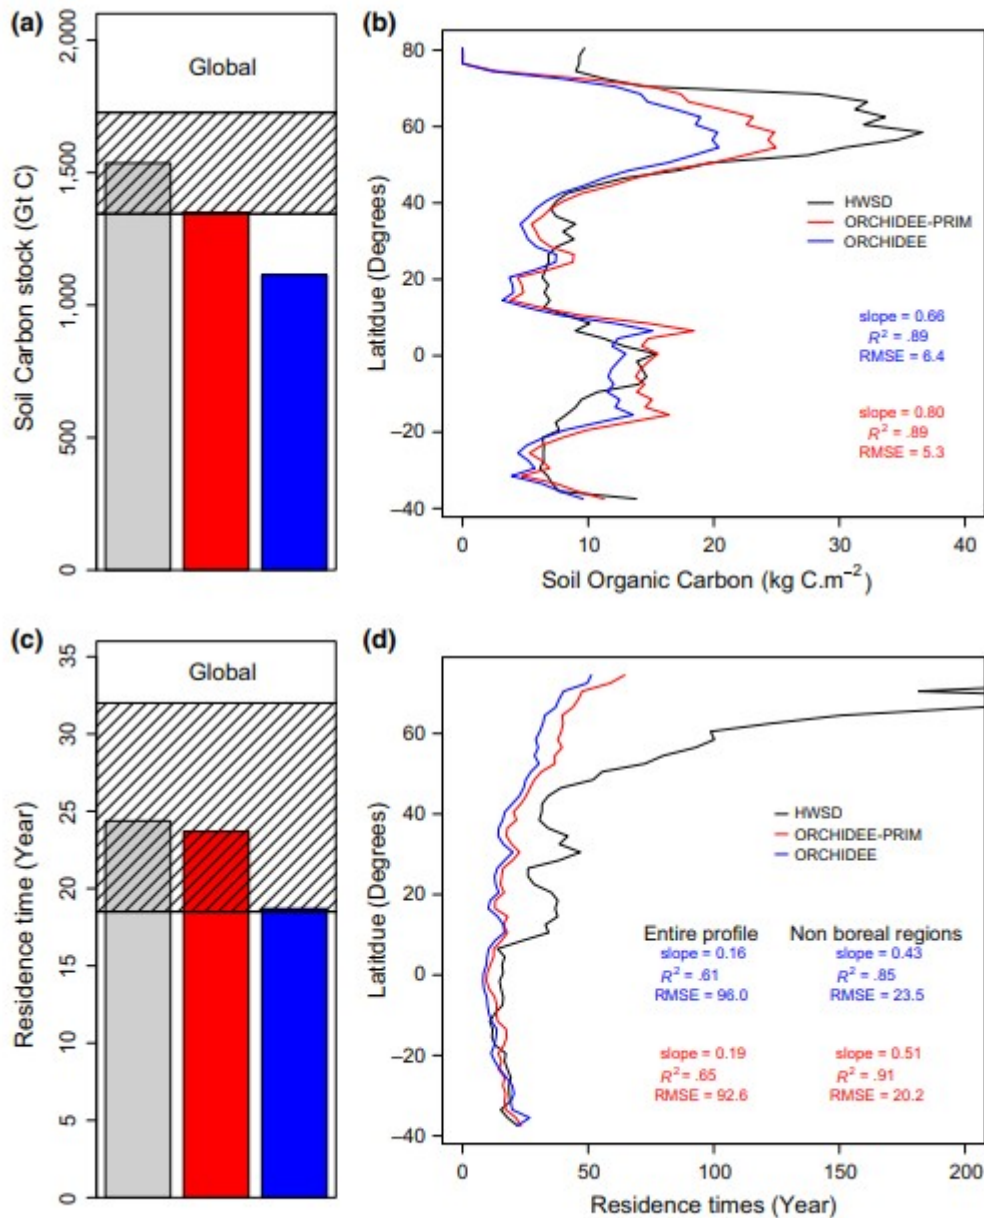 (a)
2,000
1,500
1,000
500
0
Soil Carbon stock (Gt C)
Global
(b)
80
60
40
20
0
−20
−40
Latitdue (Degrees)
HWSD
ORCHIDEE-PRIM
ORCHIDEE
slope = 0.66
R² = .89
RMSE = 6.4
slope = 0.80
R² = .89
RMSE = 5.3
0 10 20 30 40
Soil Organic Carbon (kg C.m⁻²)
(c)
35
30
25
20
15
10
5
0
Residence time (Year)
Global
(d)
60
40
20
0
−20
−40
Latitdue (Degrees)
HWSD
ORCHIDEE-PRIM
ORCHIDEE
Entire profile Non boreal regions
slope = 0.16 slope = 0.43
R² = .61 R² = .85
RMSE = 96.0 RMSE = 23.5
slope = 0.19 slope = 0.51
R² = .65 R² = .91
RMSE = 92.6 RMSE = 20.2
0 50 100 150 200
Residence times (Year)